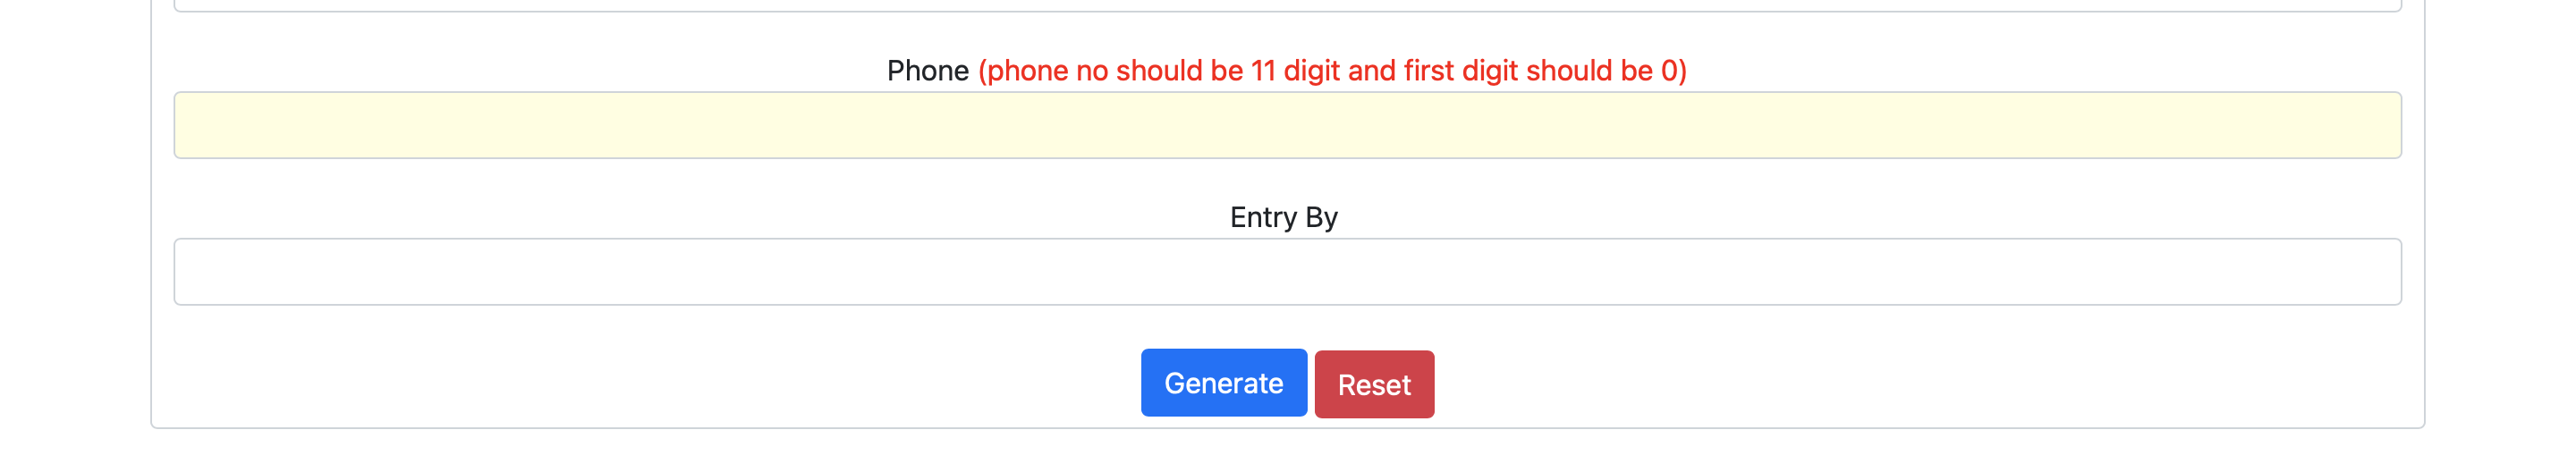 Phone (phone no should be 11 digit and first digit should be 0)
Entry By
Generate Reset